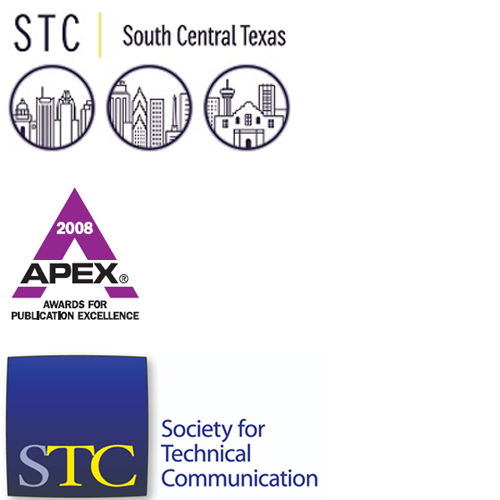 STC | South Central Texas
2008
APEX®
AWARDS FOR
PUBLICATION EXCELLENCE
STC
Society for
Technical
Communication